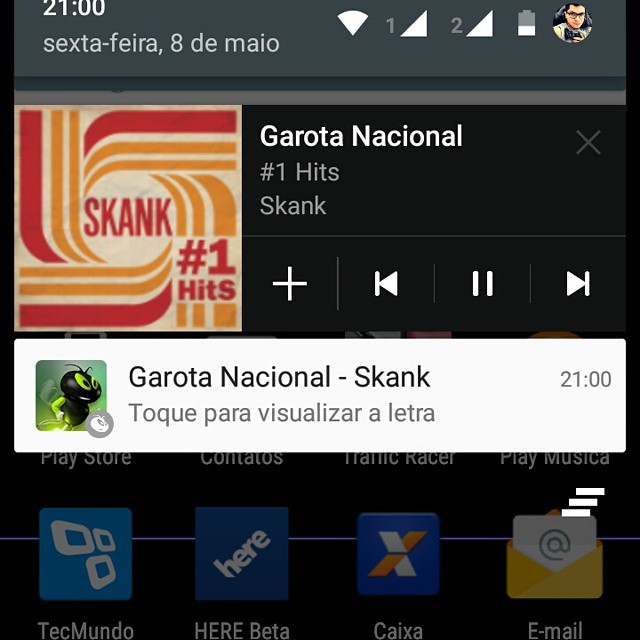 21:00
sexta-feira, 8 de maio
1
2
SKANK
#1
HitS
Garota Nacional
#1 Hits
Skank
Garota Nacional - Skank
21:00
Toque para visualizar a letra
Play Store
Contatos
Traffic Racer
Play Música
here
X
@
TecMundo
HERE Beta
Caixa
E-mail